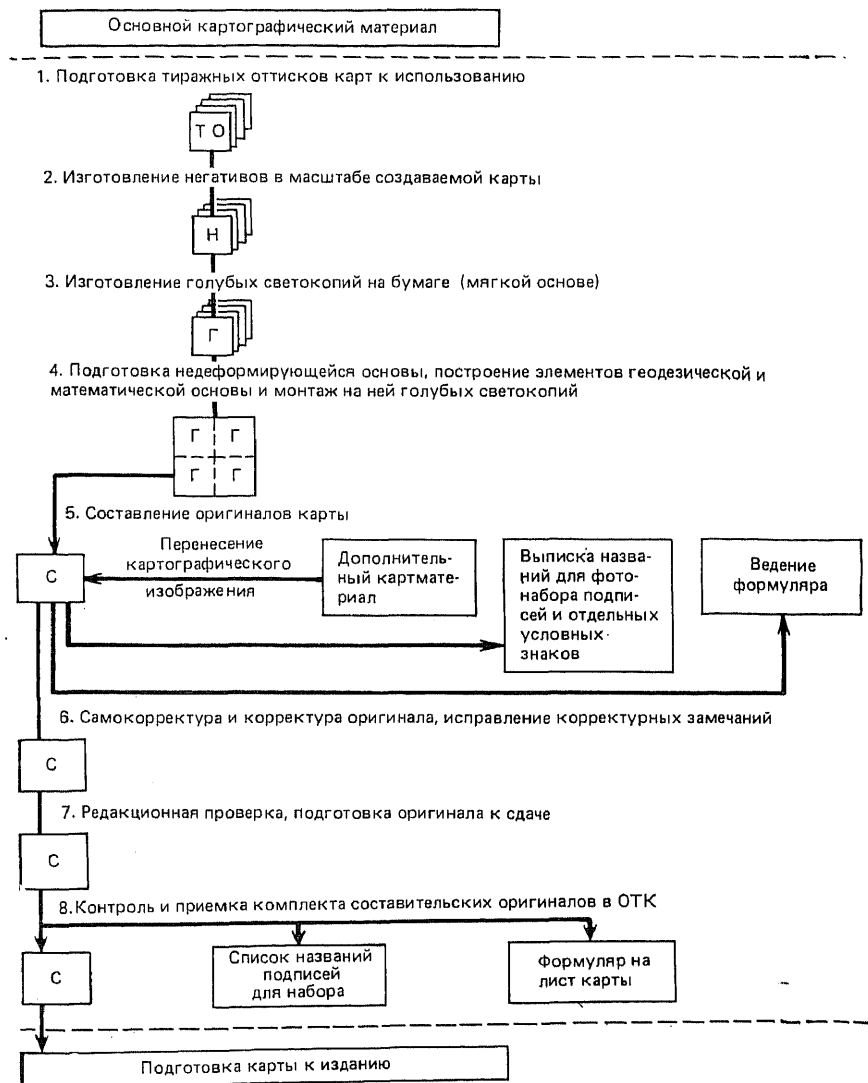 Основной картографический материал
1. Подготовка тиражных оттисков карт к использованию
Т О
2. Изготовление негативов в масштабе создаваемой карты
Н
3. Изготовление голубых светокопий на бумаге (мягкой основе)
Г
4. Подготовка недеформирующейся основы, построение элементов геодезической и
математической основы и монтаж на ней голубых светокопий
Г Г
Г Г
5. Составление оригиналов карты
С
Перенесение
картографического
изображения
Дополнитель-
ный картмате-
риал
Выписка назва-
ний для фото-
набора подпи-
сей и отдельных
условных
знаков
Ведение
формуляра
6. Самокорректура и корректура оригинала, исправление корректурных замечаний
С
7. Редакционная проверка, подготовка оригинала к сдаче
С
8. Контроль и приемка комплекта составительских оригиналов в ОТК
С
Список названий
подписей
для набора
Формуляр на
лист карты
Подготовка карты к изданию